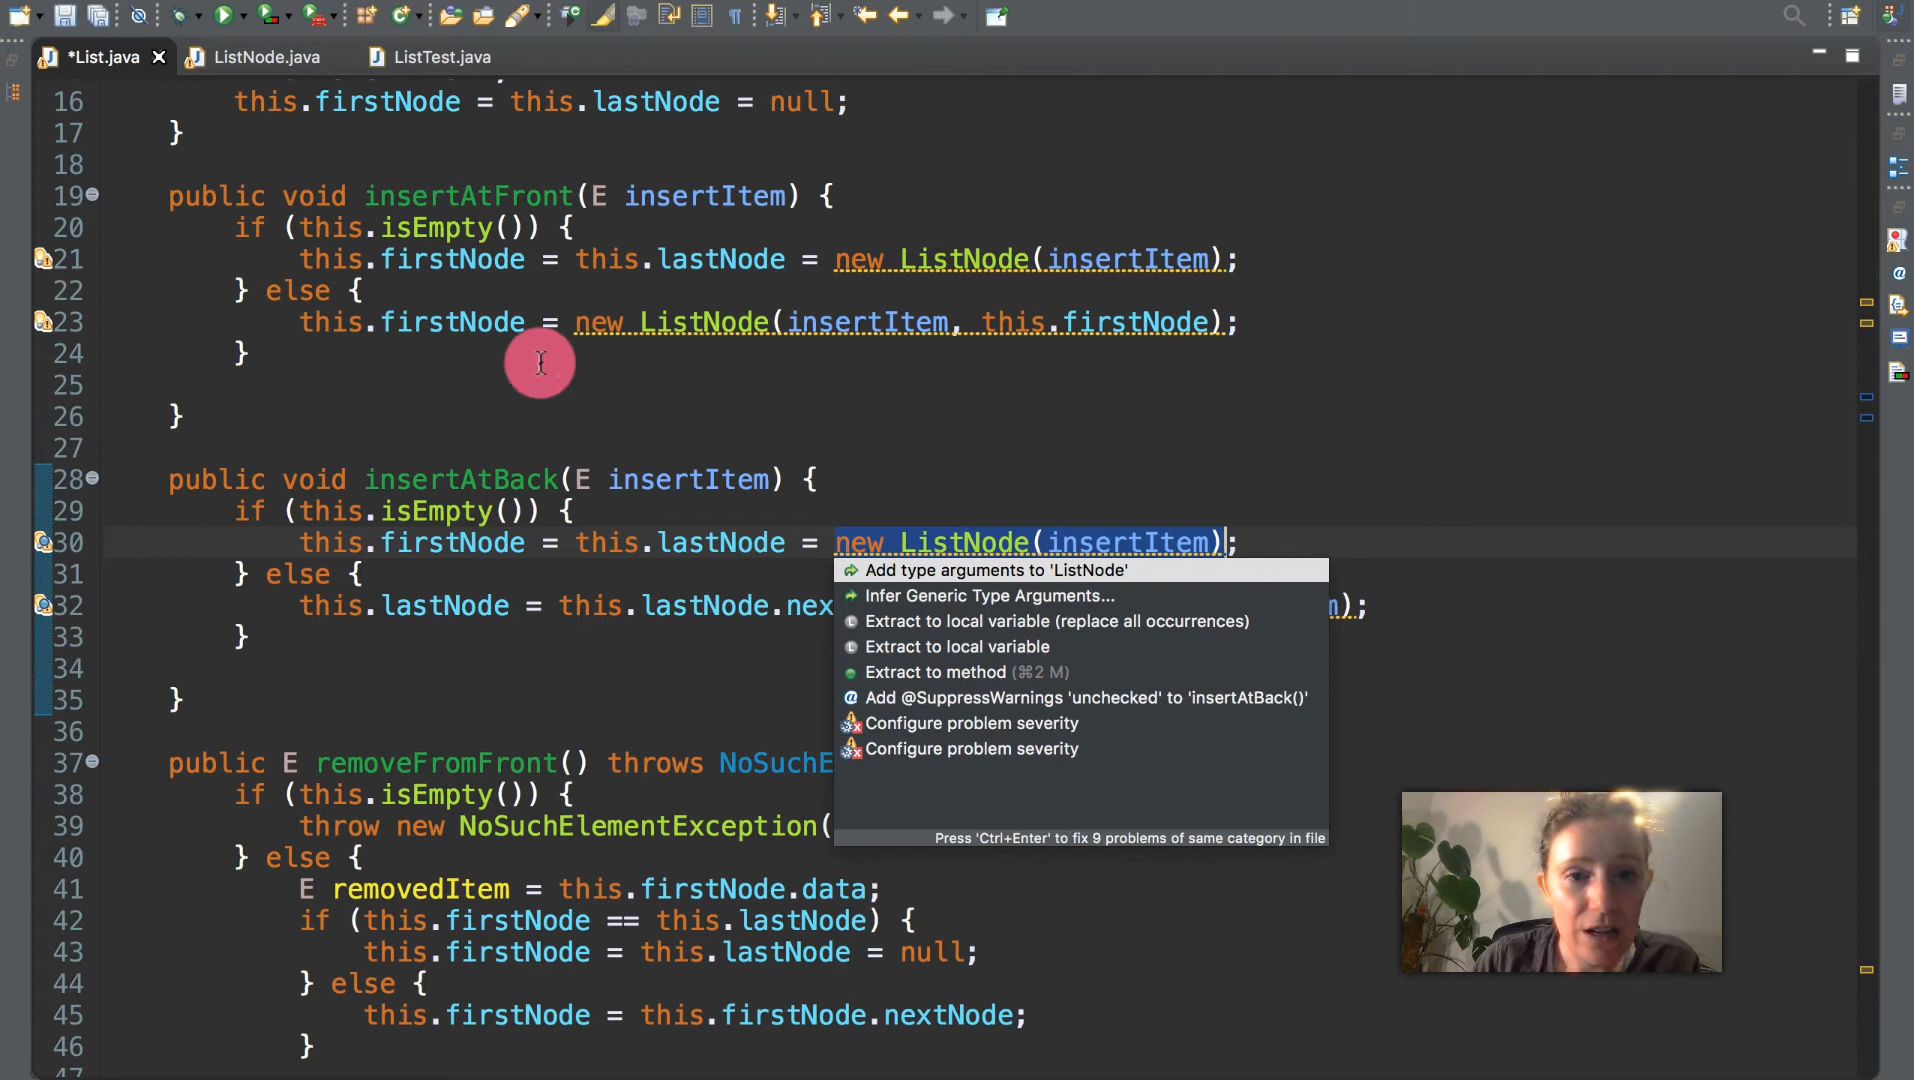 *List.java
ListNode.java
ListTest.java
16 this.firstNode = this.lastNode = null;
17 }
18
19 public void insertAtFront(E insertItem) {
20 if (this.isEmpty()) {
21 this.firstNode = this.lastNode = new ListNode(insertItem);
22 } else {
23 this.firstNode = new ListNode(insertItem, this.firstNode);
24 }
25
26 }
27
28 public void insertAtBack(E insertItem) {
29 if (this.isEmpty()) {
30 this.firstNode = this.lastNode = new ListNode(insertItem);
31 } else {
32 this.lastNode = this.lastNode.nex m);
33 }
34
35 }
36
37 public E removeFromFront() throws NoSuchE
38 if (this.isEmpty()) {
39 throw new NoSuchElementException(
40 } else {
41 E removedItem = this.firstNode.data;
42 if (this.firstNode == this.lastNode) {
43 this.firstNode = this.lastNode = null;
44 } else {
45 this.firstNode = this.firstNode.nextNode;
46 }
47
Add type arguments to 'ListNode'
Infer Generic Type Arguments...
Extract to local variable (replace all occurrences)
Extract to local variable
Extract to method (⌘2 M)
Add @SuppressWarnings 'unchecked' to 'insertAtBack()'
Configure problem severity
Configure problem severity
Press 'Ctrl+Enter' to fix 9 problems of same category in file